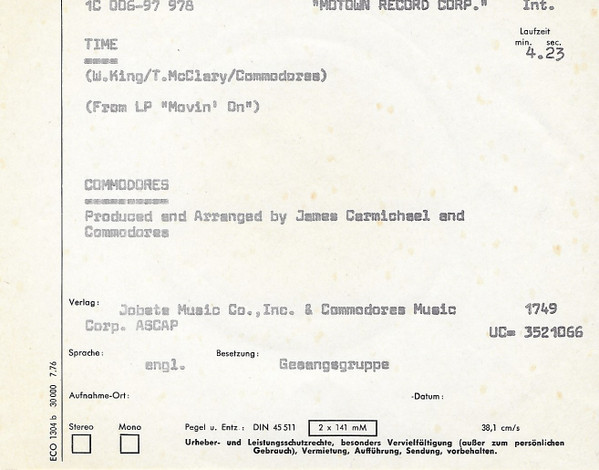 1C 006-97 978 "MOTOWN RECORD CORP." Int.
Laufzeit
min. sec.
TIME 4.23
(W.King/T.McClary/Commodores)
(From LP "Movin' On")
COMMODORES
Produced and Arranged by James Carmichael and
Commodores
Verlag:
Jobete Music Co.,Inc. & Commodores Music 1749
Corp. ASCAP UC= 3521066
Sprache: Besetzung:
engl. Gesangsgruppe
Aufnahme-Ort: -Datum:
Stereo Mono Pegel u. Entz.: DIN 45511 2 x 141 mM 38,1 cm/s
Urheber- und Leistungsschutzrechte, besonders Vervielfältigung (außer zum persönlichen
Gebrauch), Vermietung, Aufführung, Sendung, vorbehalten.
ECO 1304 b 30000 7.76